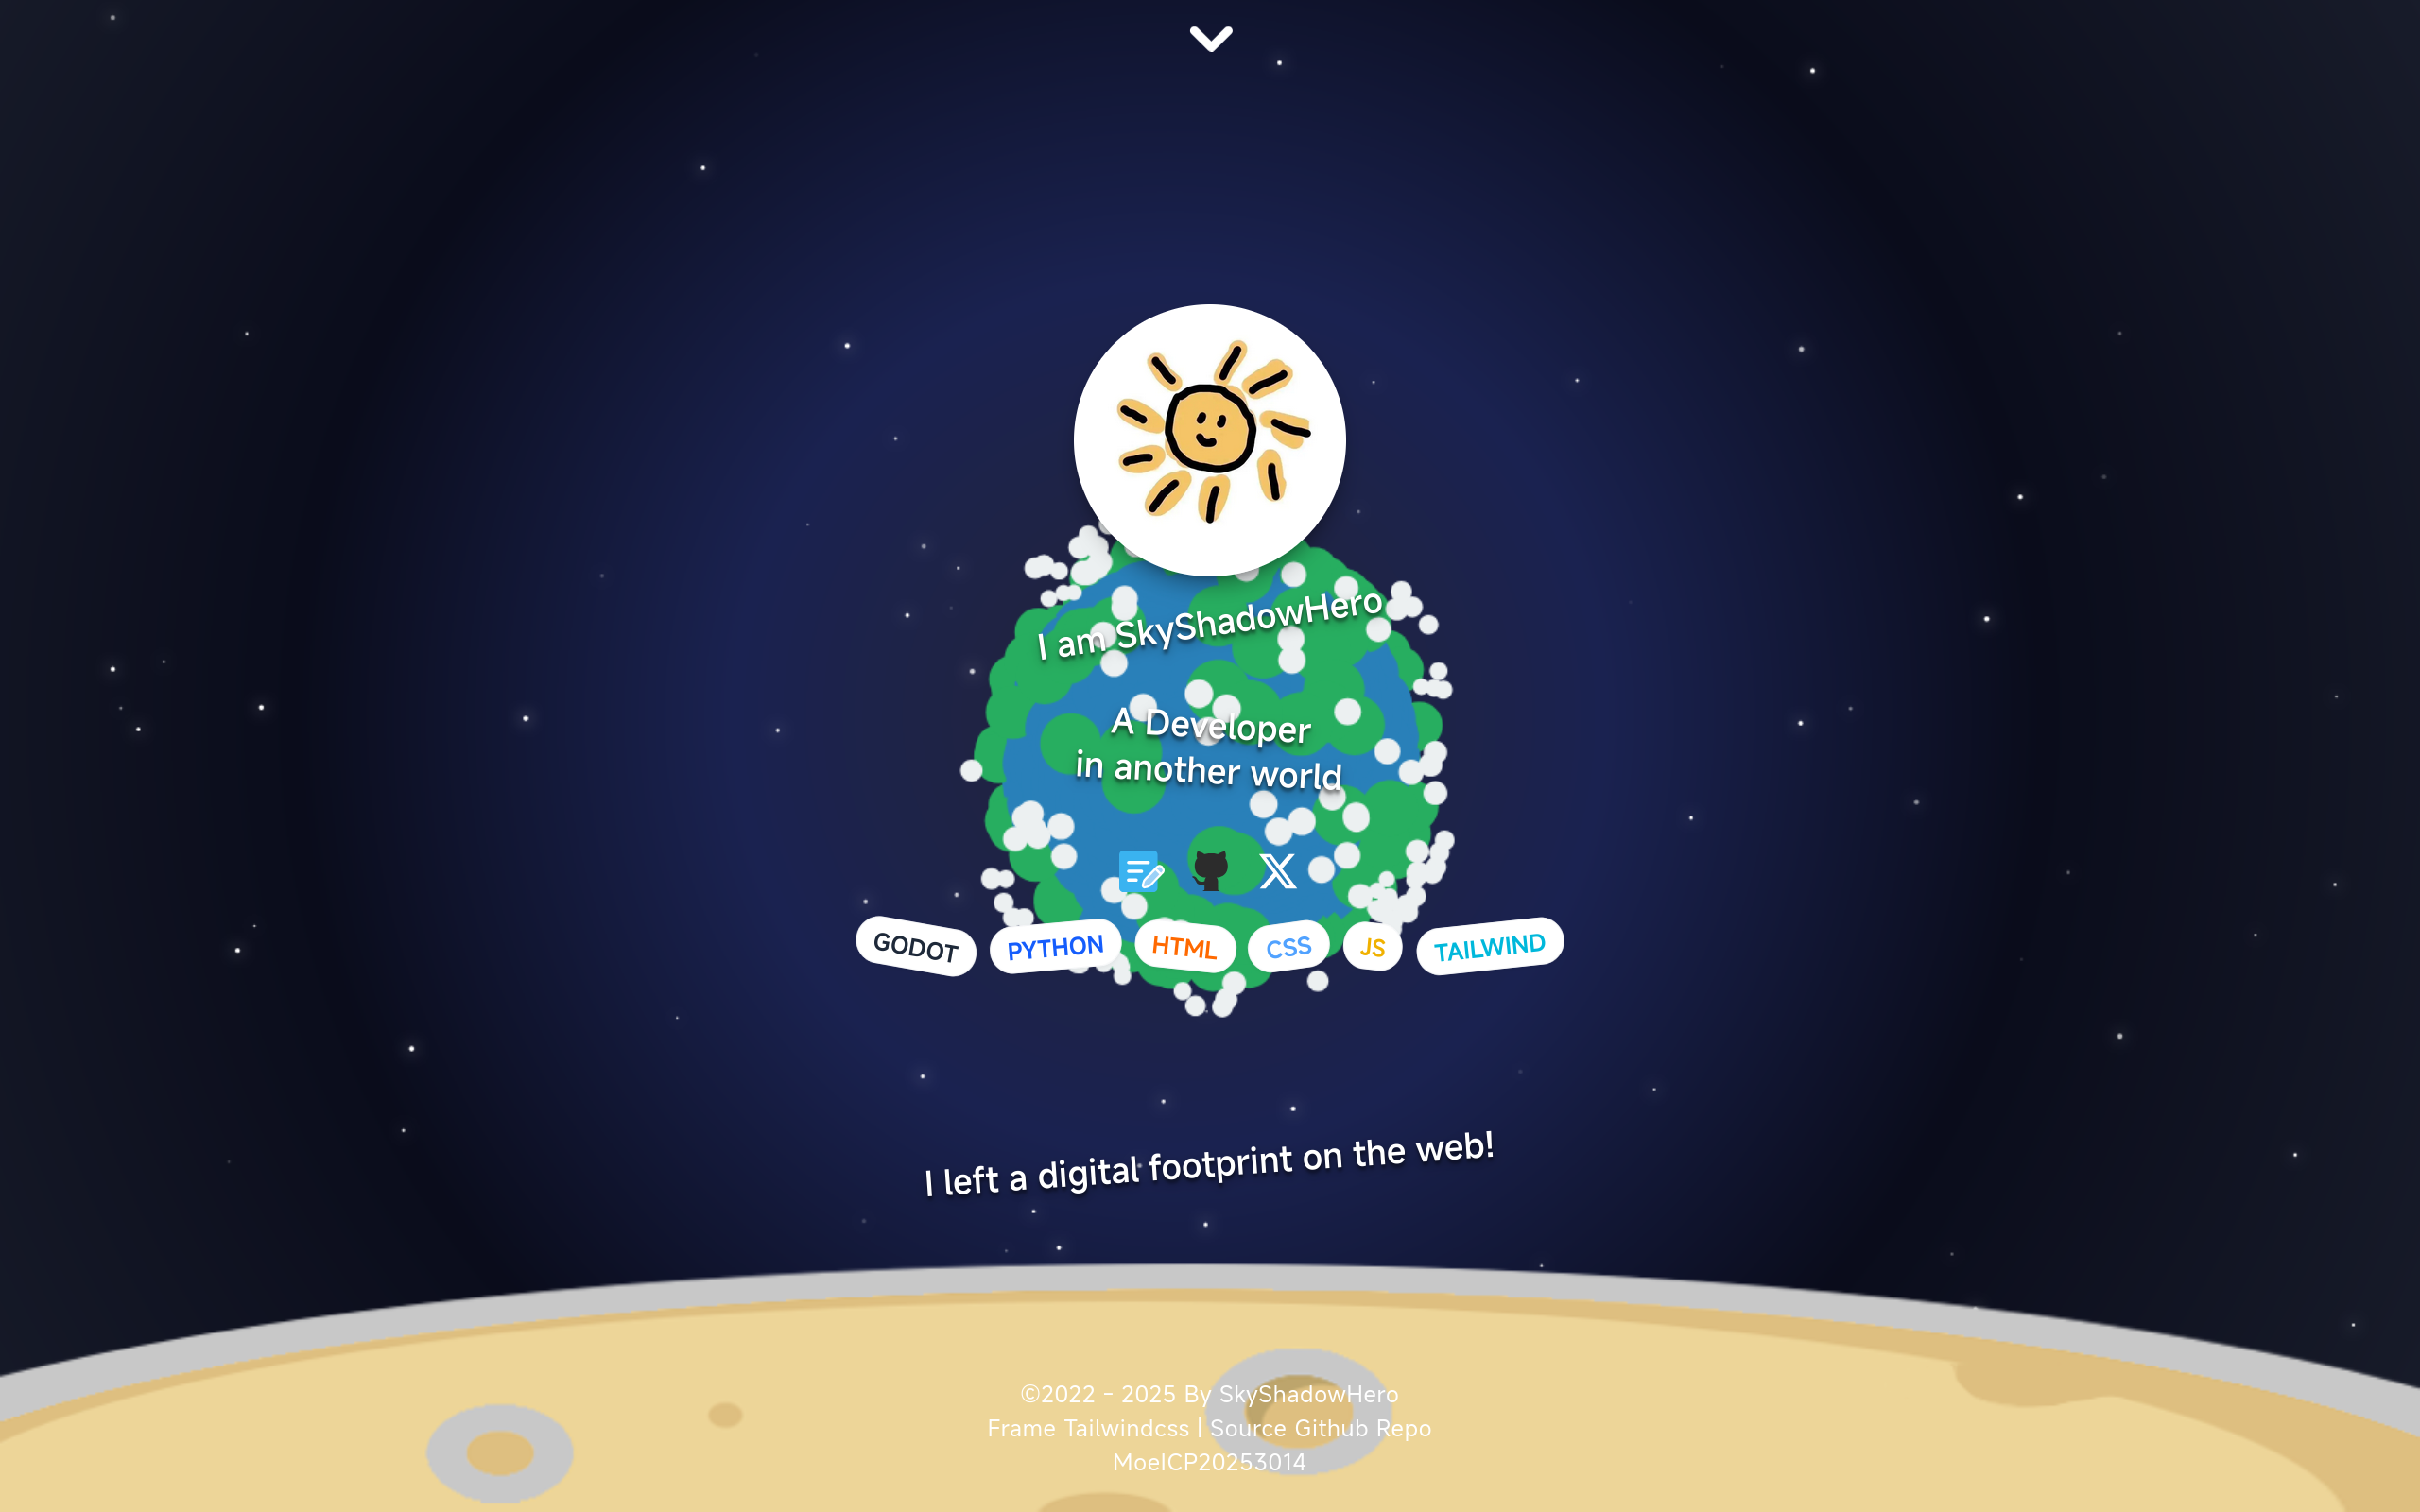 I am SkyShadowHero
A Developer
in another world
GODOT PYTHON HTML CSS JS TAILWIND
I left a digital footprint on the web!
©2022 - 2025 By SkyShadowHero
Frame Tailwindcss | Source Github Repo
MoeICP20253014